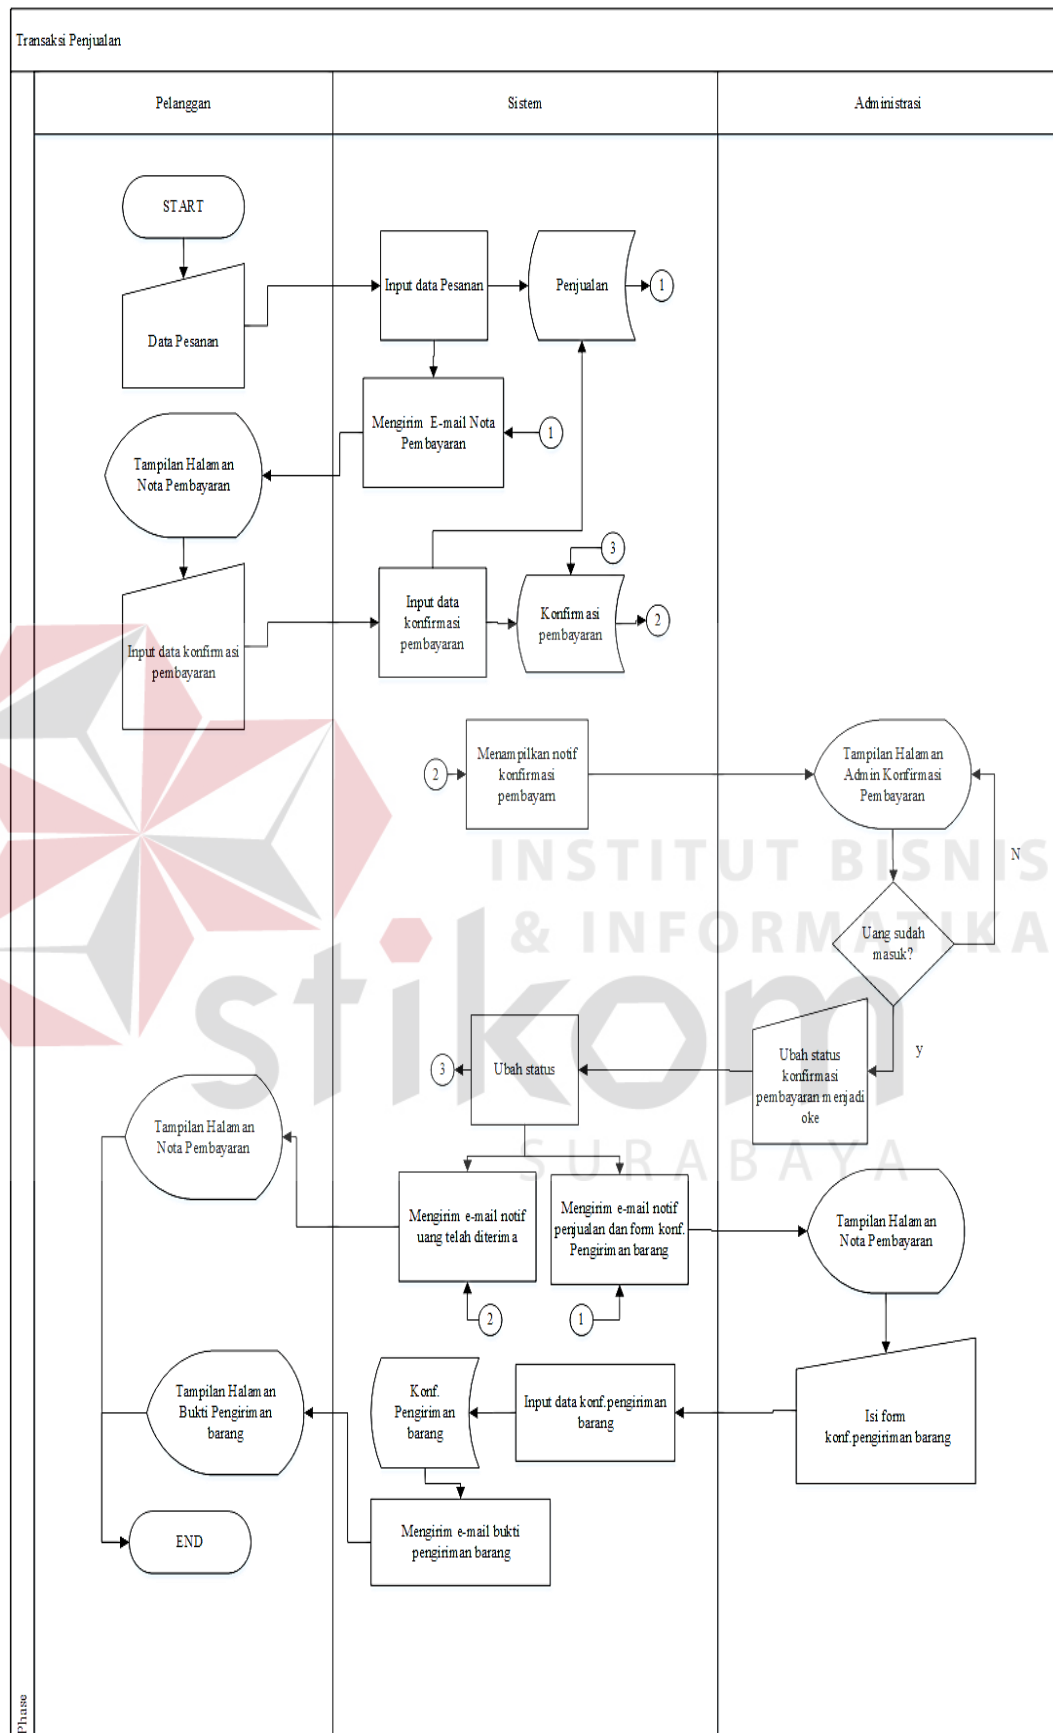 Transaksi Penjualan
Pelanggan
Sistem
Administrasi
START
Data Pesanan
Input data Pesanan
Penjualan
1
Mengirim E-mail Nota
Pembayaran
1
Tampilan Halaman
Nota Pembayaran
3
Input data konfirmasi
pembayaran
Input data
konfirmasi
pembayaran
Konfirmasi
pembayaran
2
2
Menampilkan notif
konfirmasi
pembayarn
Tampilan Halaman
Admin Konfirmasi
Pembayaran
N
INSTITUT BISNIS
& INFORMATIKA
stikom
SURABAYA
Uang sudah
masuk?
y
Ubah status
konfirmasi
pembayaran menjadi
oke
Ubah status
3
Tampilan Halaman
Nota Pembayaran
Mengirim e-mail notif
uang telah diterima
Mengirim e-mail notif
penjualan dan form konf.
Pengiriman barang
Tampilan Halaman
Nota Pembayaran
2
1
Isi form
konf.pengiriman barang
Input data konf.pengiriman
barang
Konf.
Pengiriman
barang
Tampilan Halaman
Bukti Pengiriman
barang
Mengirim e-mail bukti
pengiriman barang
END
Phase